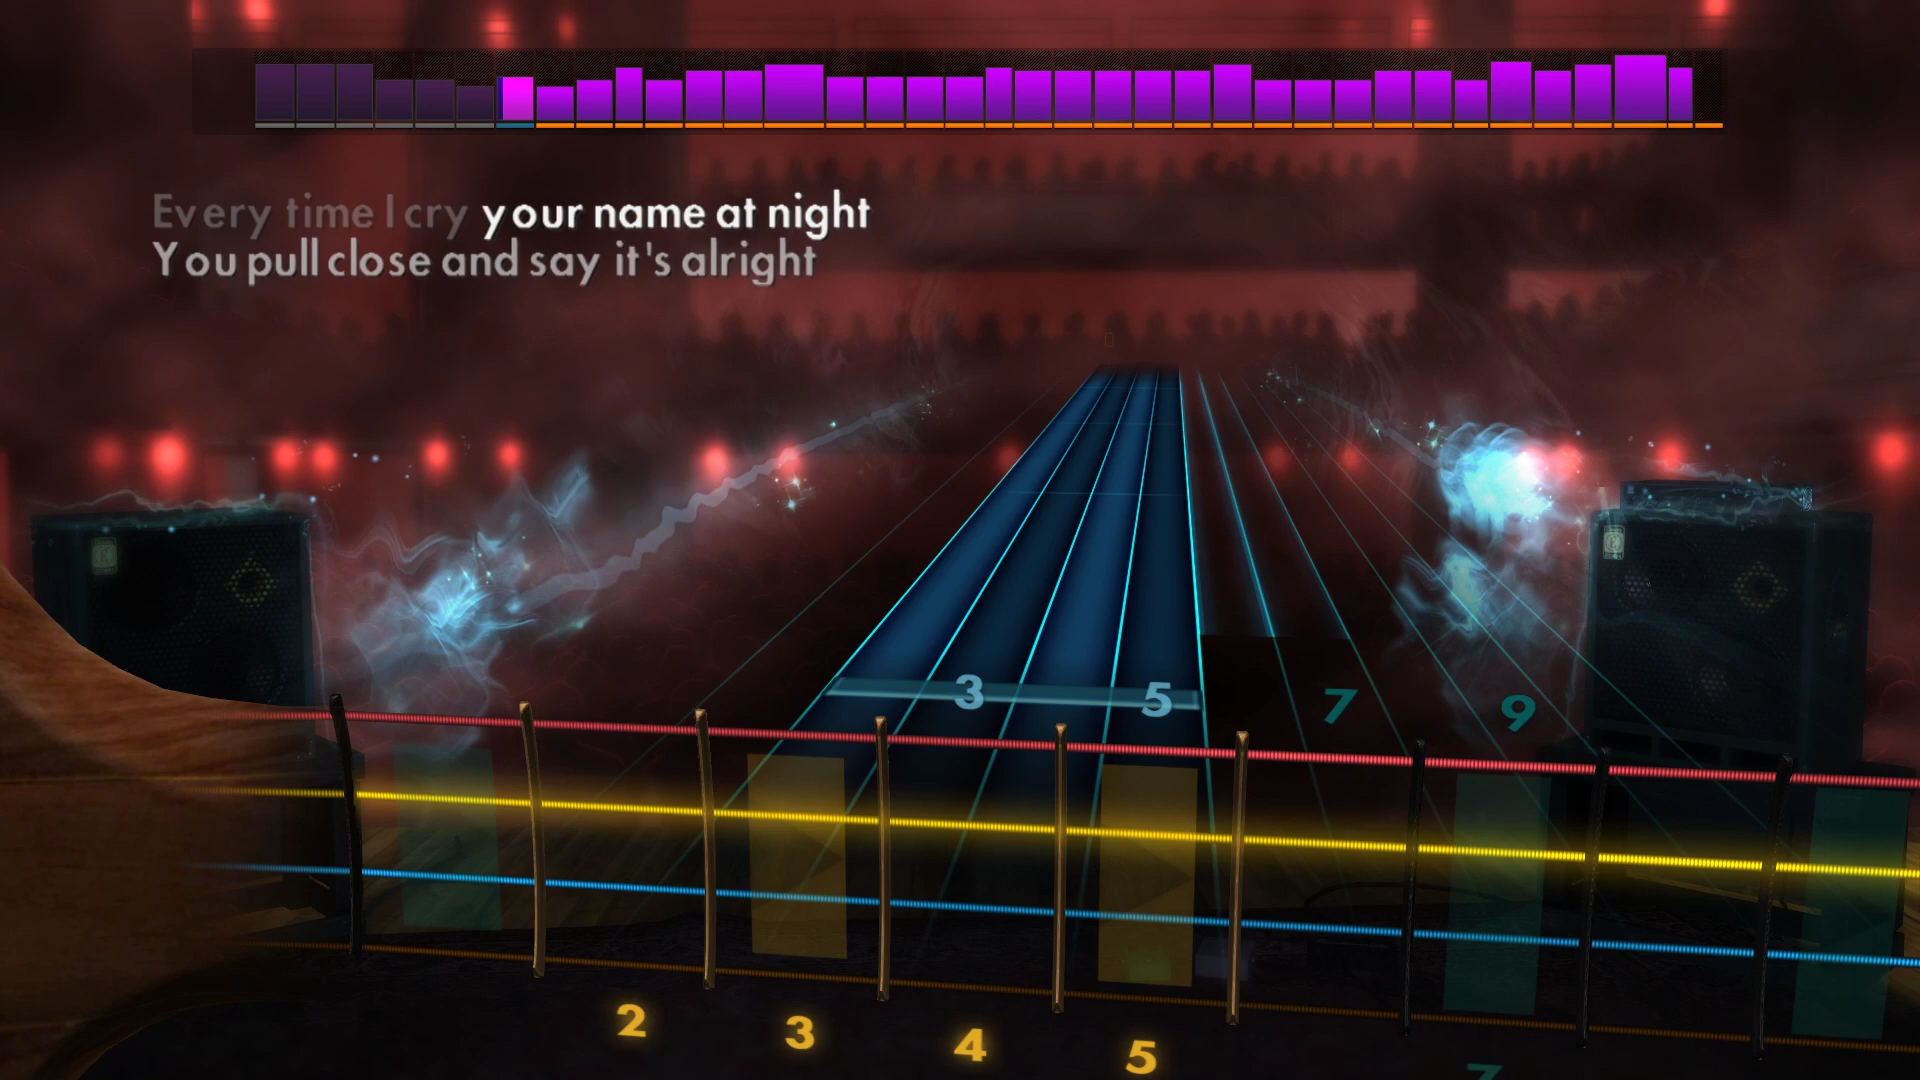 Every time I cry your name at night
You pull close and say it's alright
3 5 7 9
2 3 4 5